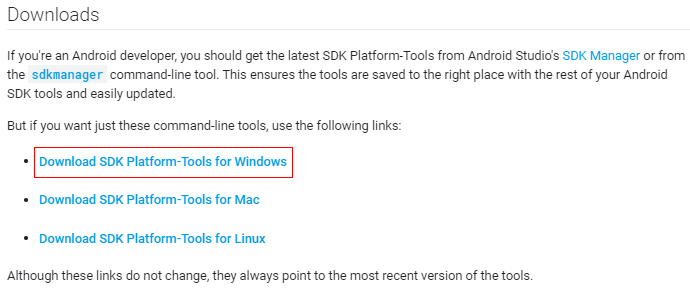 Downloads
If you're an Android developer, you should get the latest SDK Platform-Tools from Android Studio's SDK Manager or from
the sdkmanager command-line tool. This ensures the tools are saved to the right place with the rest of your Android
SDK tools and easily updated.
But if you want just these command-line tools, use the following links:
• Download SDK Platform-Tools for Windows
• Download SDK Platform-Tools for Mac
• Download SDK Platform-Tools for Linux
Although these links do not change, they always point to the most recent version of the tools.